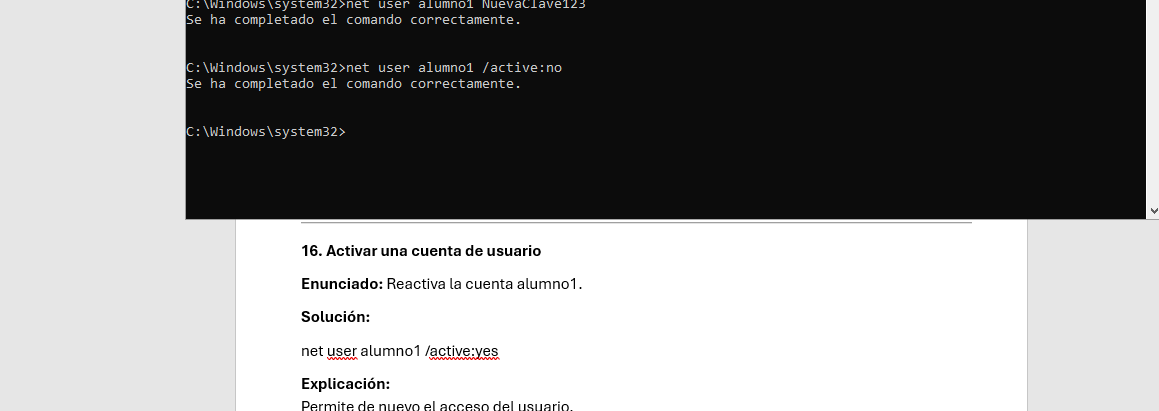 C:\Windows\system32>net user alumno1 NuevaClave123
Se ha completado el comando correctamente.
C:\Windows\system32>net user alumno1 /active:no
Se ha completado el comando correctamente.
C:\Windows\system32>
16. Activar una cuenta de usuario
Enunciado: Reactiva la cuenta alumno1.
Solución:
net user alumno1 /active:yes
Explicación:
Permite de nuevo el acceso del usuario.